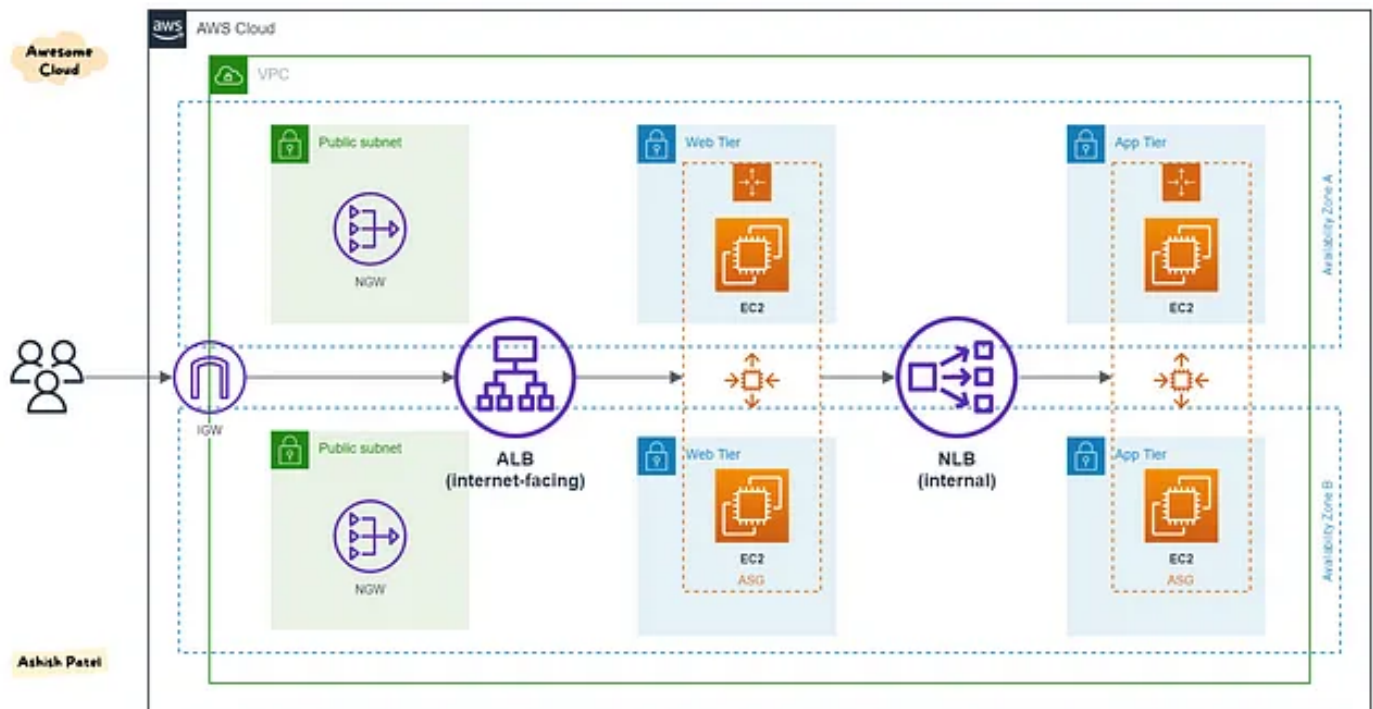 Awesome
Cloud
aws
AWS Cloud
VPC
Public subnet
NGW
Web Tier
EC2
App Tier
EC2
Availability Zone A
IGW
ALB
(internet-facing)
NLB
(internal)
Public subnet
NGW
Web Tier
EC2
ASG
App Tier
EC2
ASG
Availability Zone B
Ashish Patel